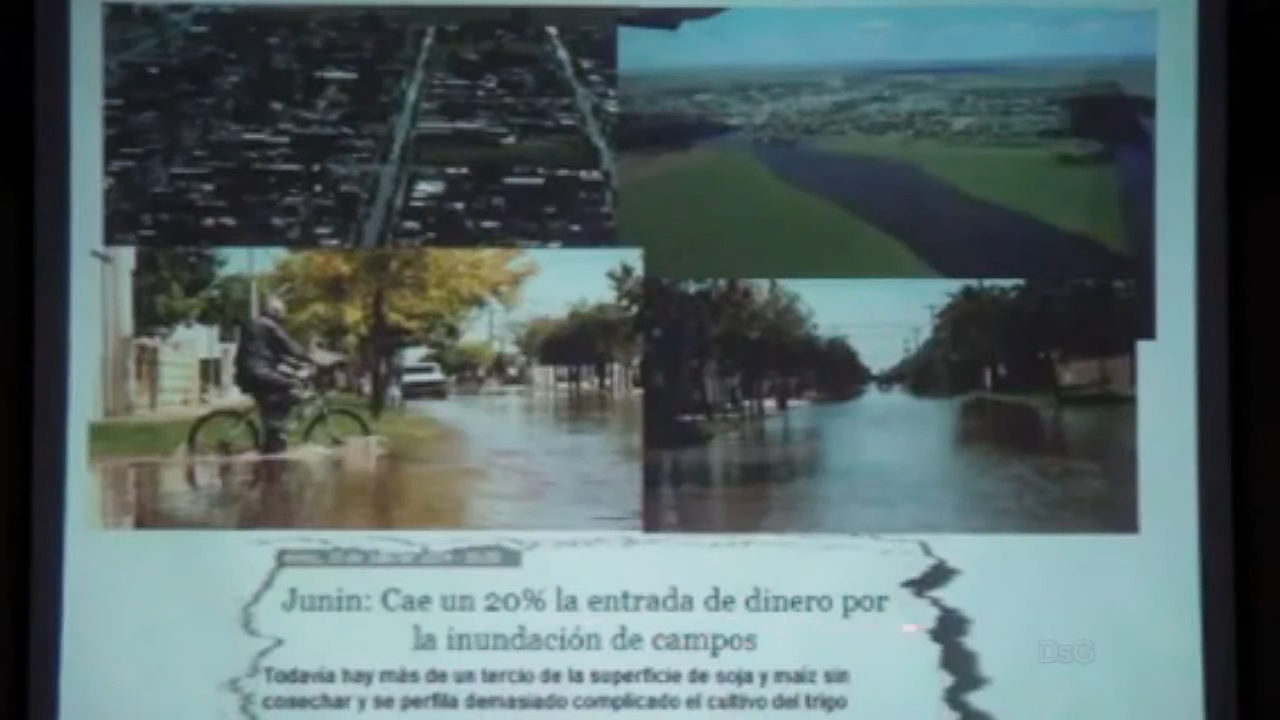 Junin: Cae un 20% la entrada de dinero por
la inundación de campos
Todavía hay más de un tercio de la superficie de soja y maíz sin
cosechar y se perfila demasiado complicado el cultivo del trigo
DsG